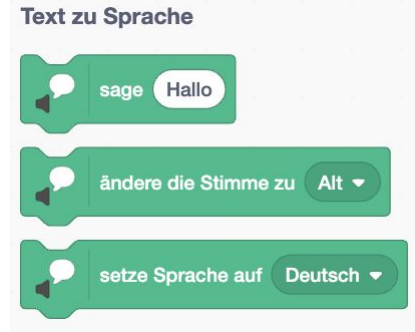 Text zu Sprache
sage Hallo
ändere die Stimme zu Alt
setze Sprache auf Deutsch